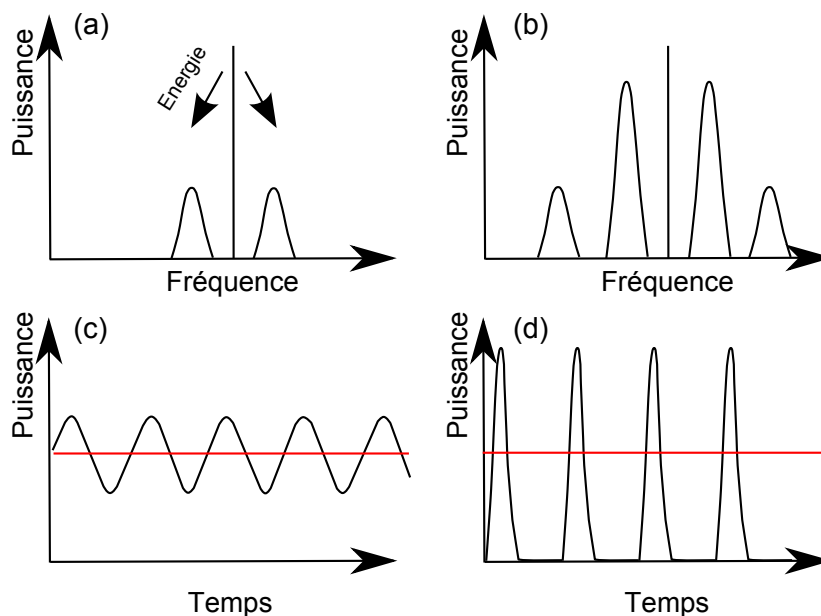 (a)
Puissance
Energie
Fréquence
(b)
Puissance
Fréquence
(c)
Puissance
Temps
(d)
Puissance
Temps